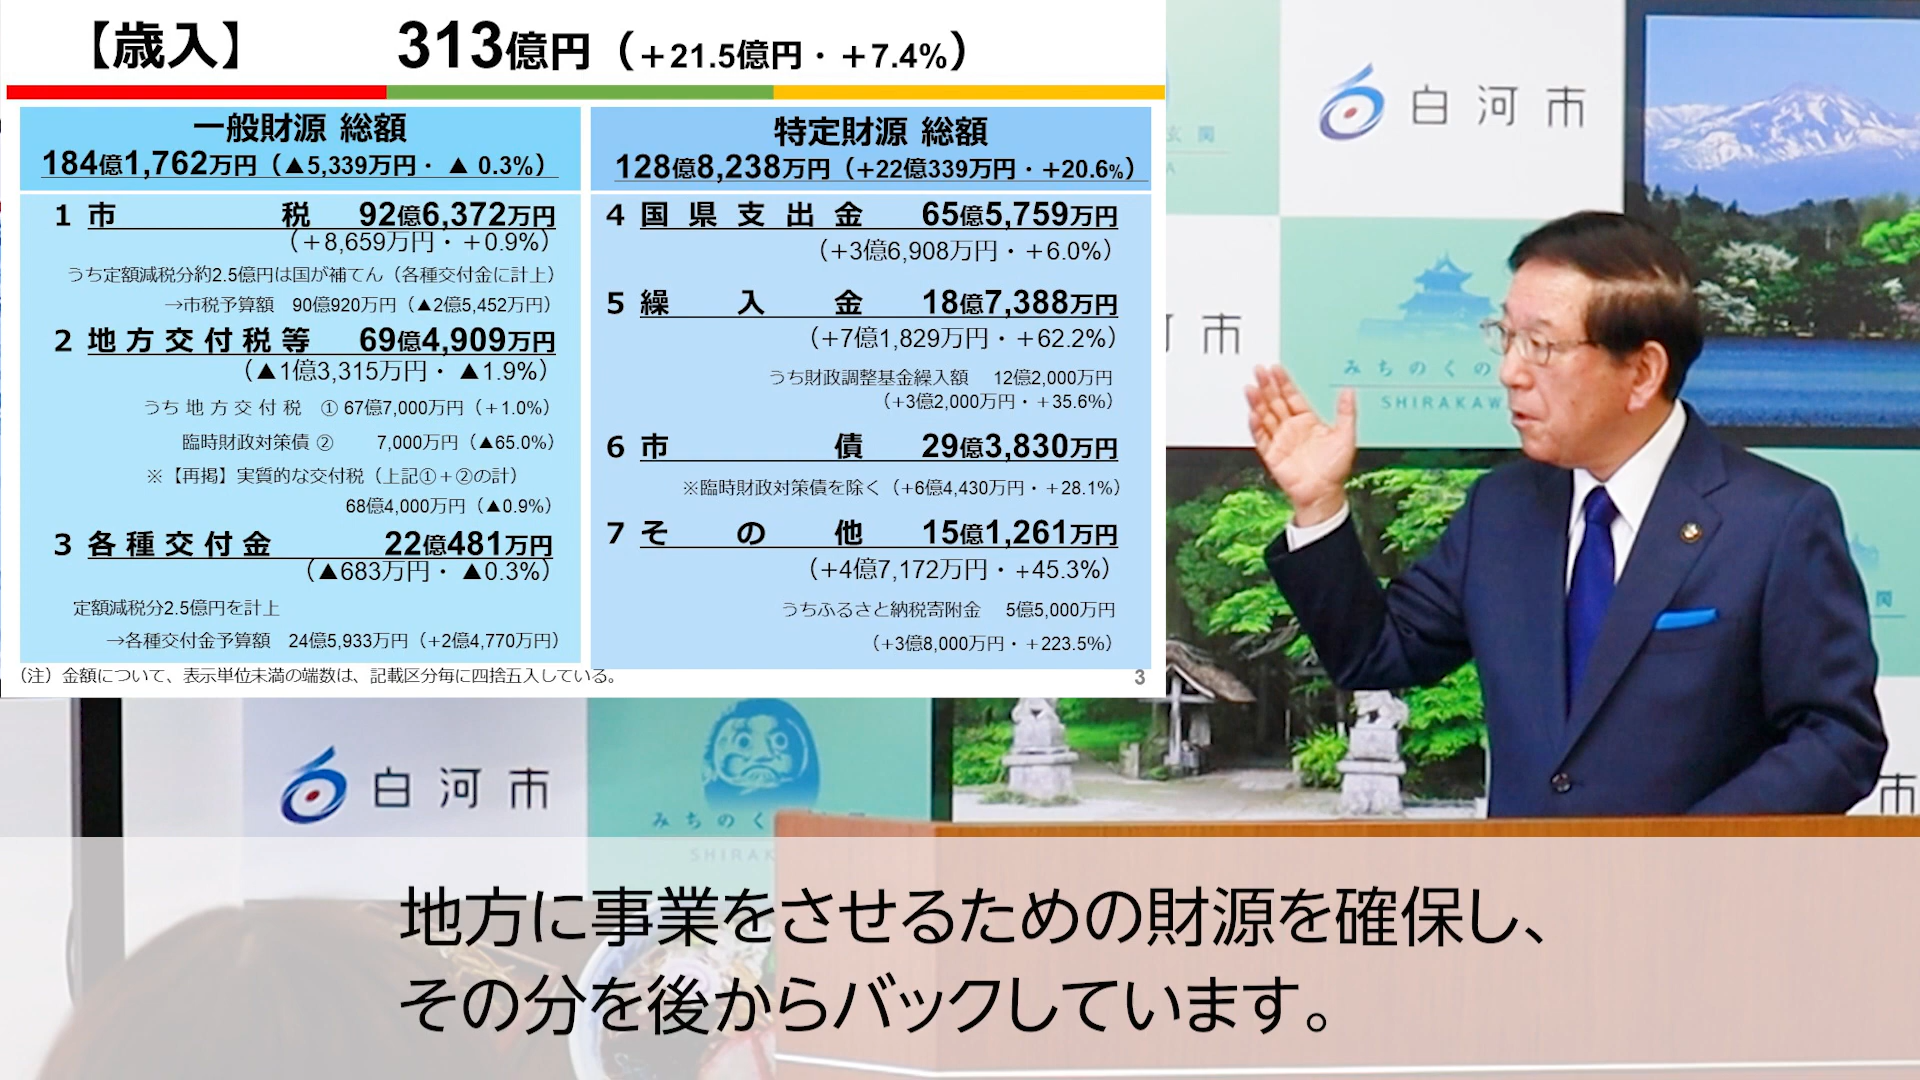 【歳入】 313億円（＋21.5億円・＋7.4%）
一般財源 総額
184億1,762万円（▲5,339万円・ ▲ 0.3%）
1 市 税 92億6,372万円
（＋8,659万円・＋0.9%）
うち定額減税分約2.5億円は国が補てん（各種交付金に計上）
→市税予算額 90億920万円（▲2億5,452万円）
2 地方交付税等 69億4,909万円
（▲1億3,315万円・ ▲1.9%）
うち地方交付税 ① 67億7,000万円（＋1.0%）
臨時財政対策債 ② 7,000万円（▲65.0%）
※【再掲】実質的な交付税（上記①＋②の計）
68億4,000万円（▲0.9%）
3 各種交付金 22億481万円
（▲683万円・ ▲0.3%）
定額減税分2.5億円を計上
→各種交付金予算額 24億5,933万円（+2億4,770万円）
特定財源 総額
128億8,238万円（+22億339万円・+20.6%）
4 国県支出金 65億5,759万円
（+3億6,908万円・+6.0%）
5 繰入金 18億7,388万円
（+7億1,829万円・＋62.2%）
うち財政調整基金繰入額 12億2,000万円
（+3億2,000万円・＋35.6%）
6 市債 29億3,830万円
※臨時財政対策債を除く（+6億4,430万円・＋28.1%）
7 その他 15億1,261万円
（+4億7,172万円・+45.3%）
うちふるさと納税寄附金 5億5,000万円
（+3億8,000万円・＋223.5%）
（注）金額について、表示単位未満の端数は、記載区分毎に四捨五入している。
3
玄関
白河市
市
みちのくの
SHIRAKAW
関
白河市
みちのく
SHIRAK
市
地方に事業をさせるための財源を確保し、
その分を後からバックしています。